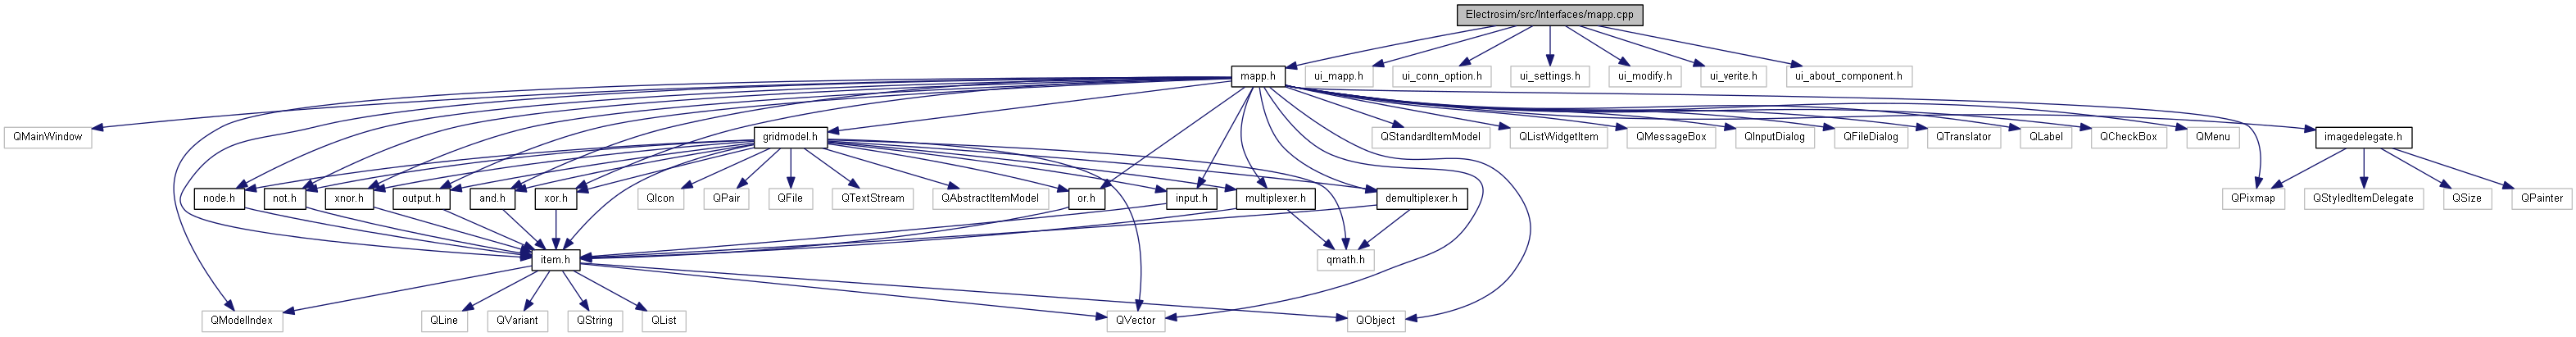 Electrosim/src/Interfaces/mapp.cpp
mapp.h
ui_mapp.h
ui_conn_option.h
ui_settings.h
ui_modify.h
ui_verite.h
ui_about_component.h
QMainWindow
gridmodel.h
QStandardItemModel
QListWidgetItem
QMessageBox
QInputDialog
QFileDialog
QTranslator
QLabel
QCheckBox
QMenu
imagedelegate.h
node.h
not.h
xnor.h
output.h
and.h
xor.h
QIcon
QPair
QFile
QTextStream
QAbstractItemModel
or.h
input.h
multiplexer.h
demultiplexer.h
QPixmap
QStyledItemDelegate
QSize
QPainter
item.h
qmath.h
QModelIndex
QLine
QVariant
QString
QList
QVector
QObject